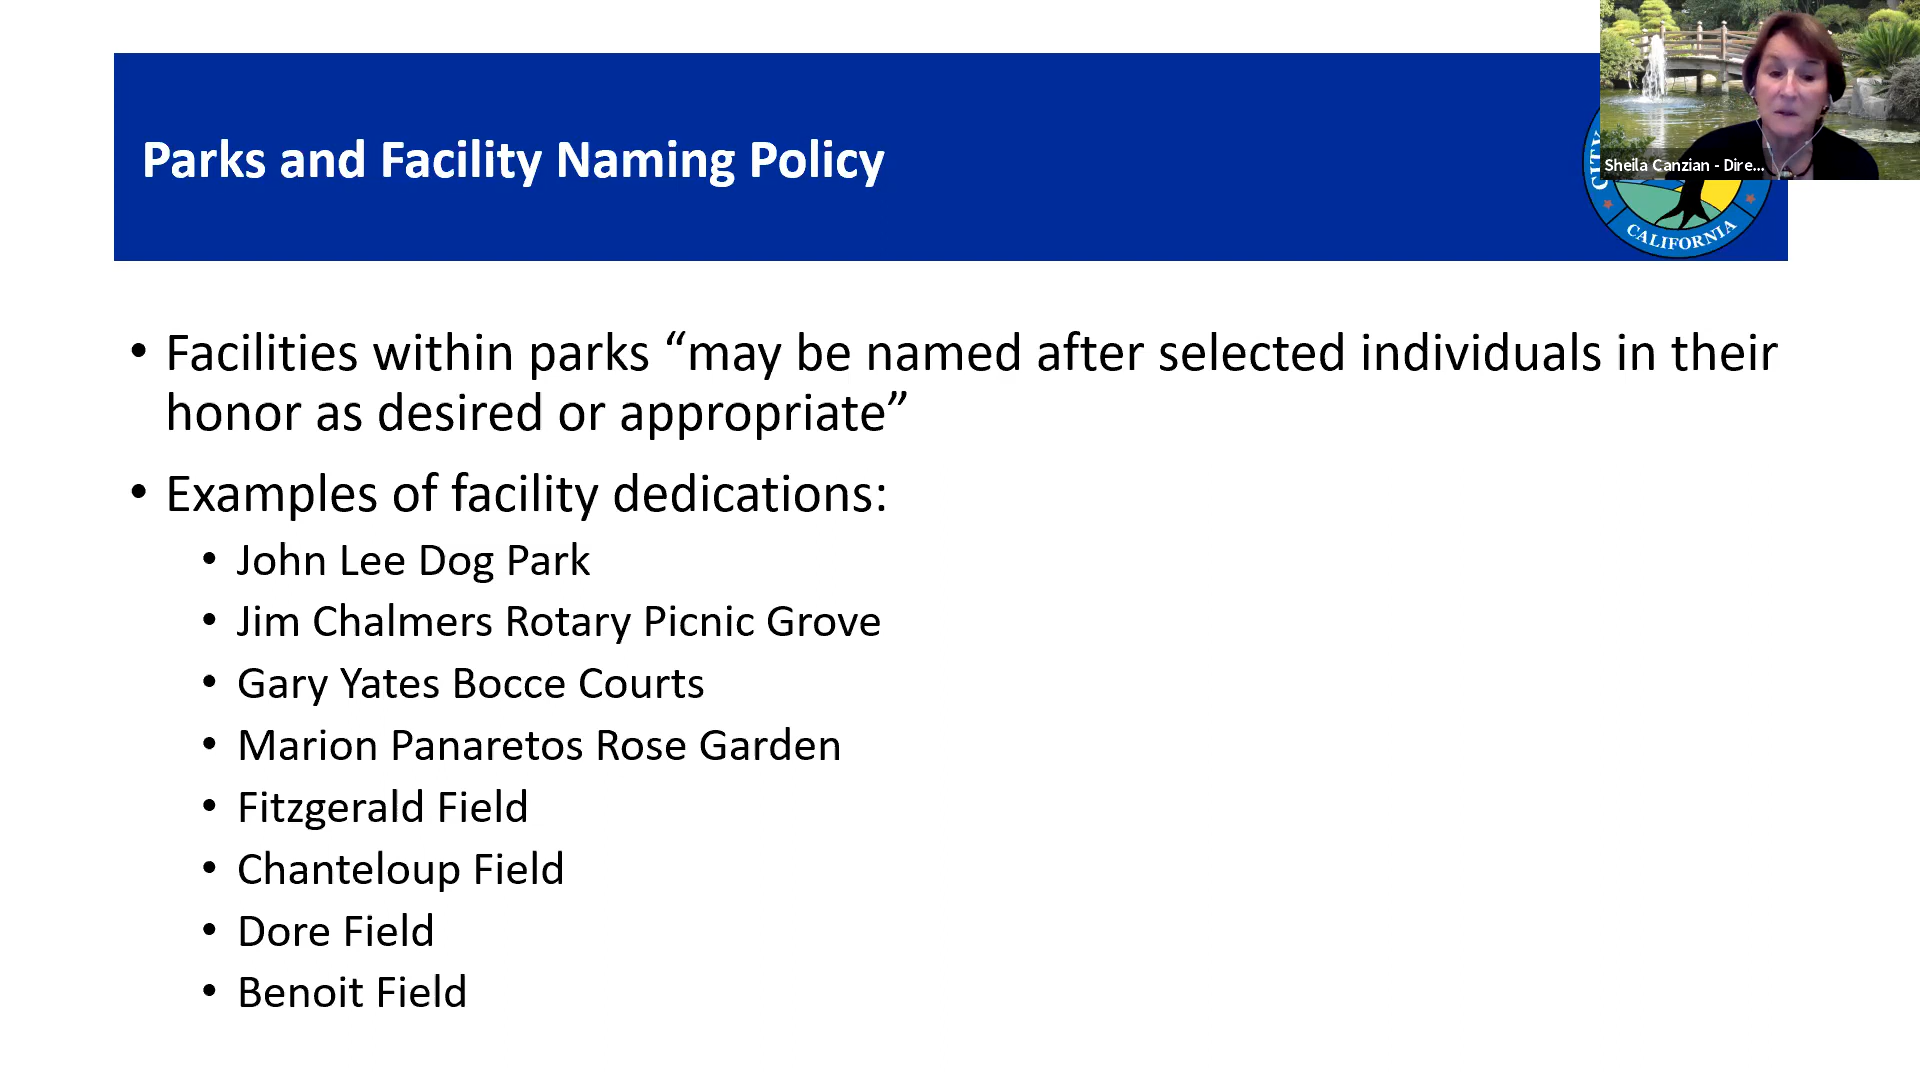 Parks and Facility Naming Policy
Sheila Canzian - Dire...
CITY
CALIFORNIA
• Facilities within parks “may be named after selected individuals in their
honor as desired or appropriate”
• Examples of facility dedications:
• John Lee Dog Park
• Jim Chalmers Rotary Picnic Grove
• Gary Yates Bocce Courts
• Marion Panaretos Rose Garden
• Fitzgerald Field
• Chanteloup Field
• Dore Field
• Benoit Field